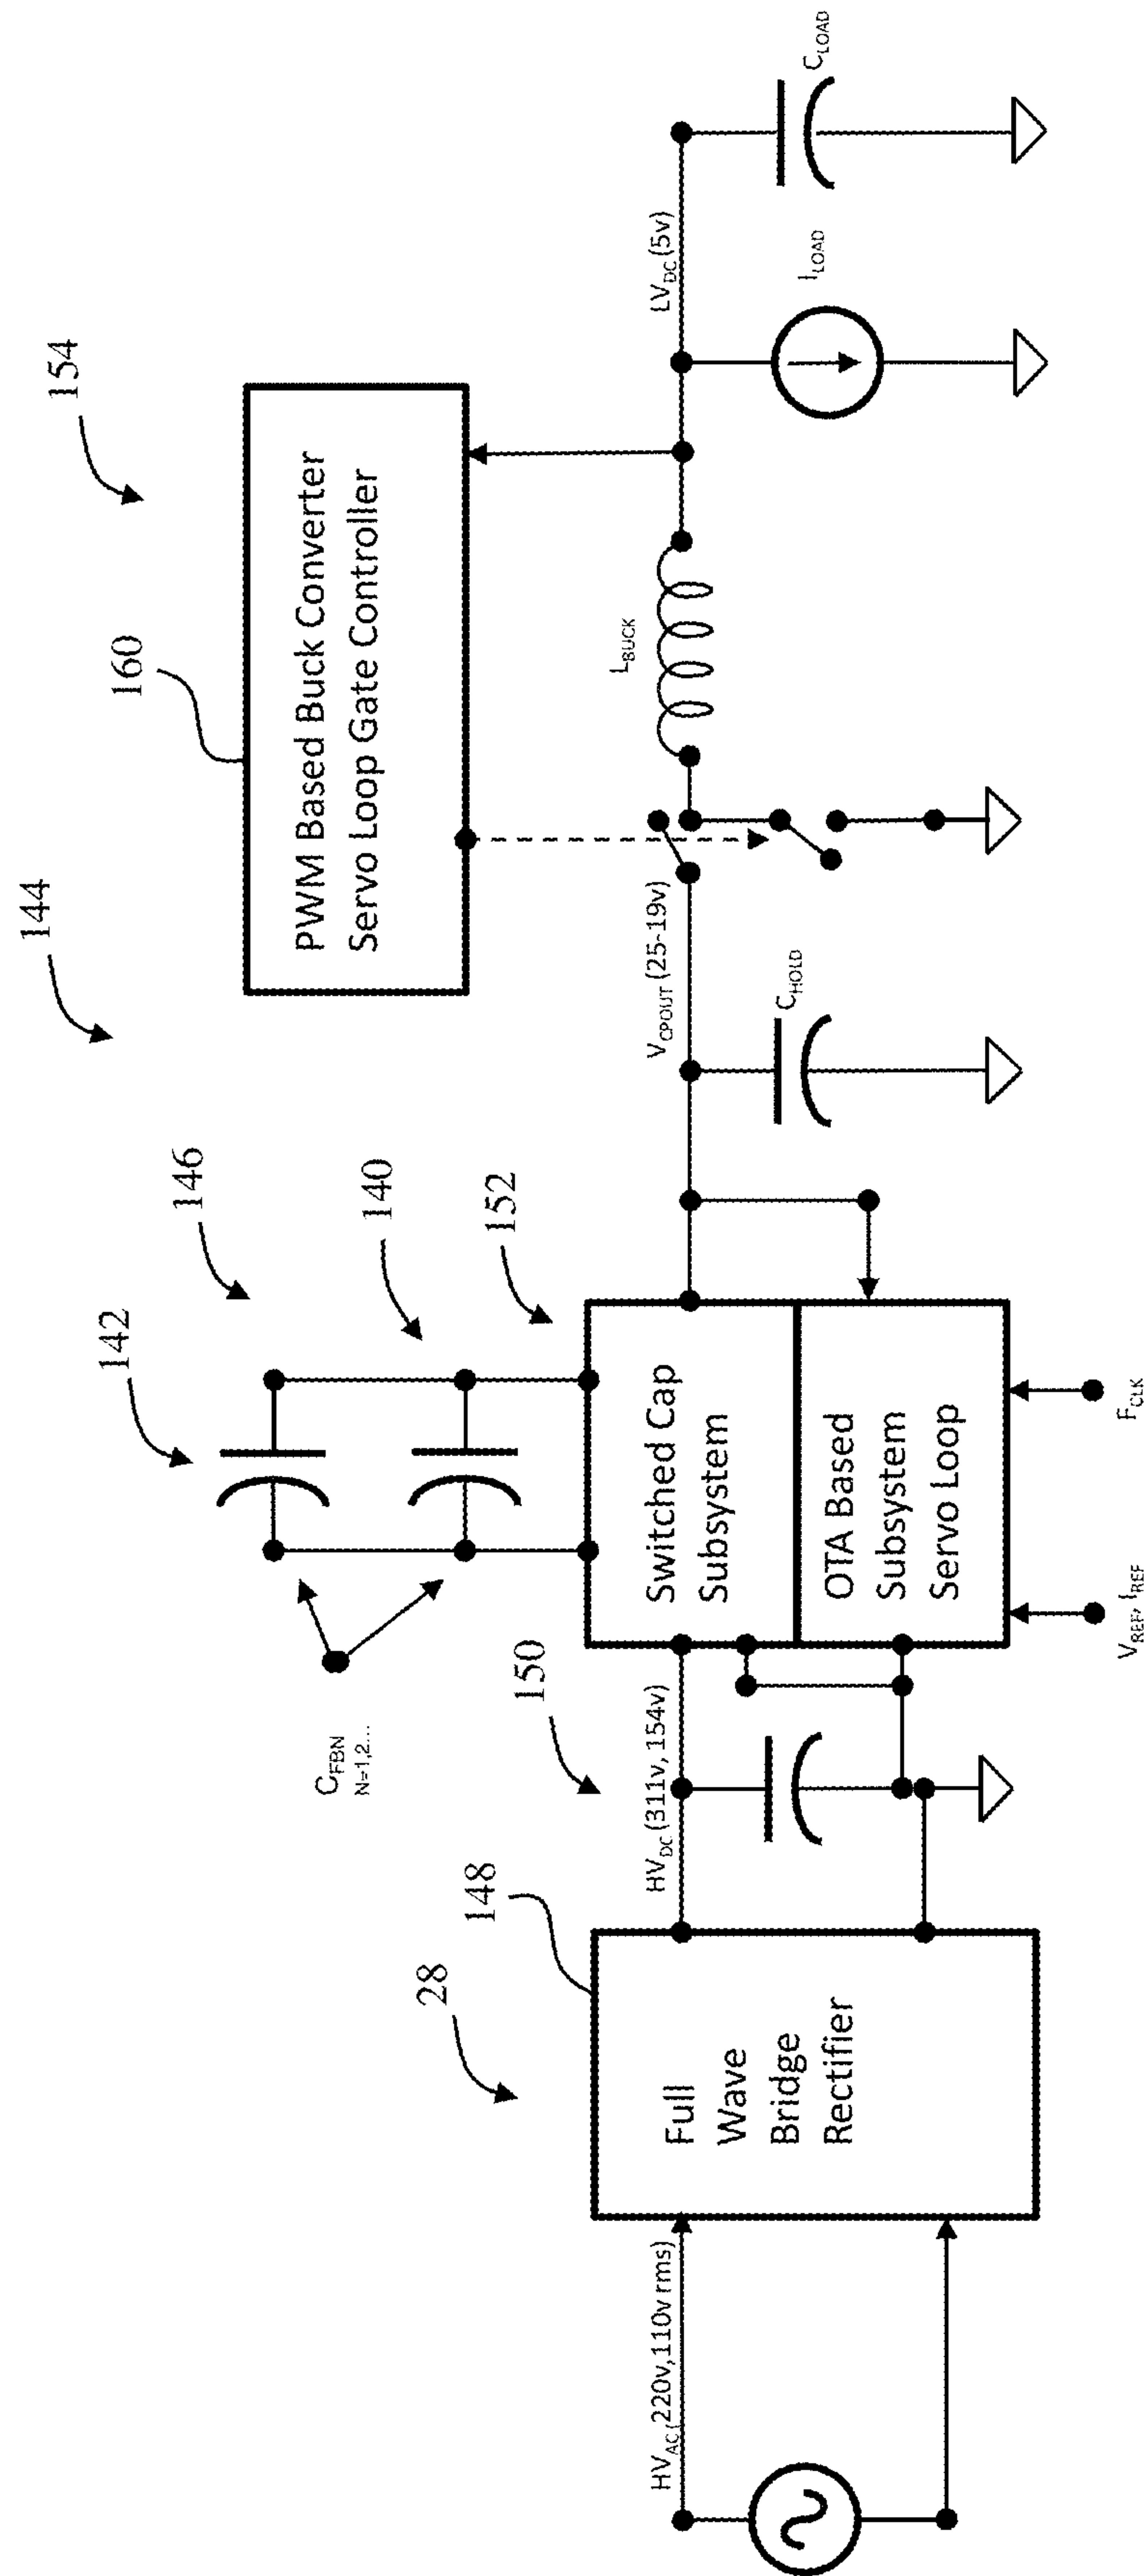 144
154
160
PWM Based Buck Converter
Servo Loop Gate Controller
146
142
140
152
C_FBN
N=1,2...
28
148
150
HV_AC (220v,110v rms)
Full
Wave
Bridge
Rectifier
HV_DC (311v, 154v)
Switched Cap
Subsystem
OTA Based
Subsystem
Servo Loop
V_REF, I_REF
F_CLK
V_CPOUT (25-19v)
C_HOLD
L_BUCK
LV_DC (5v)
I_LOAD
C_LOAD